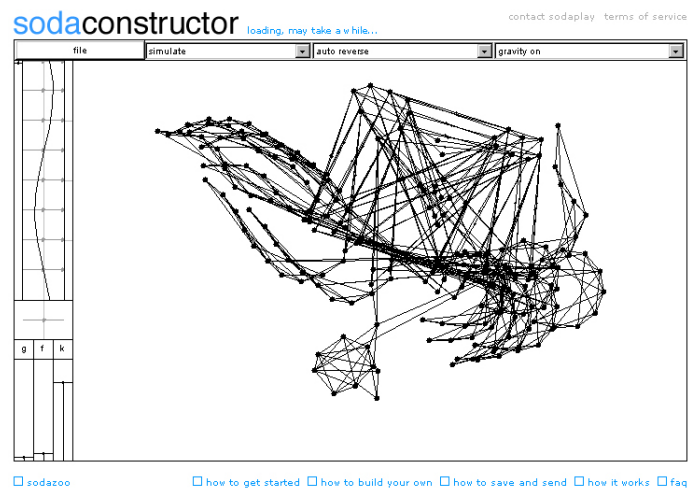 sodaconstructor loading, may take a while... contact sodaplay terms of service
file simulate auto reverse gravity on
g f k
sodazoo how to get started how to build your own how to save and send how it works faq